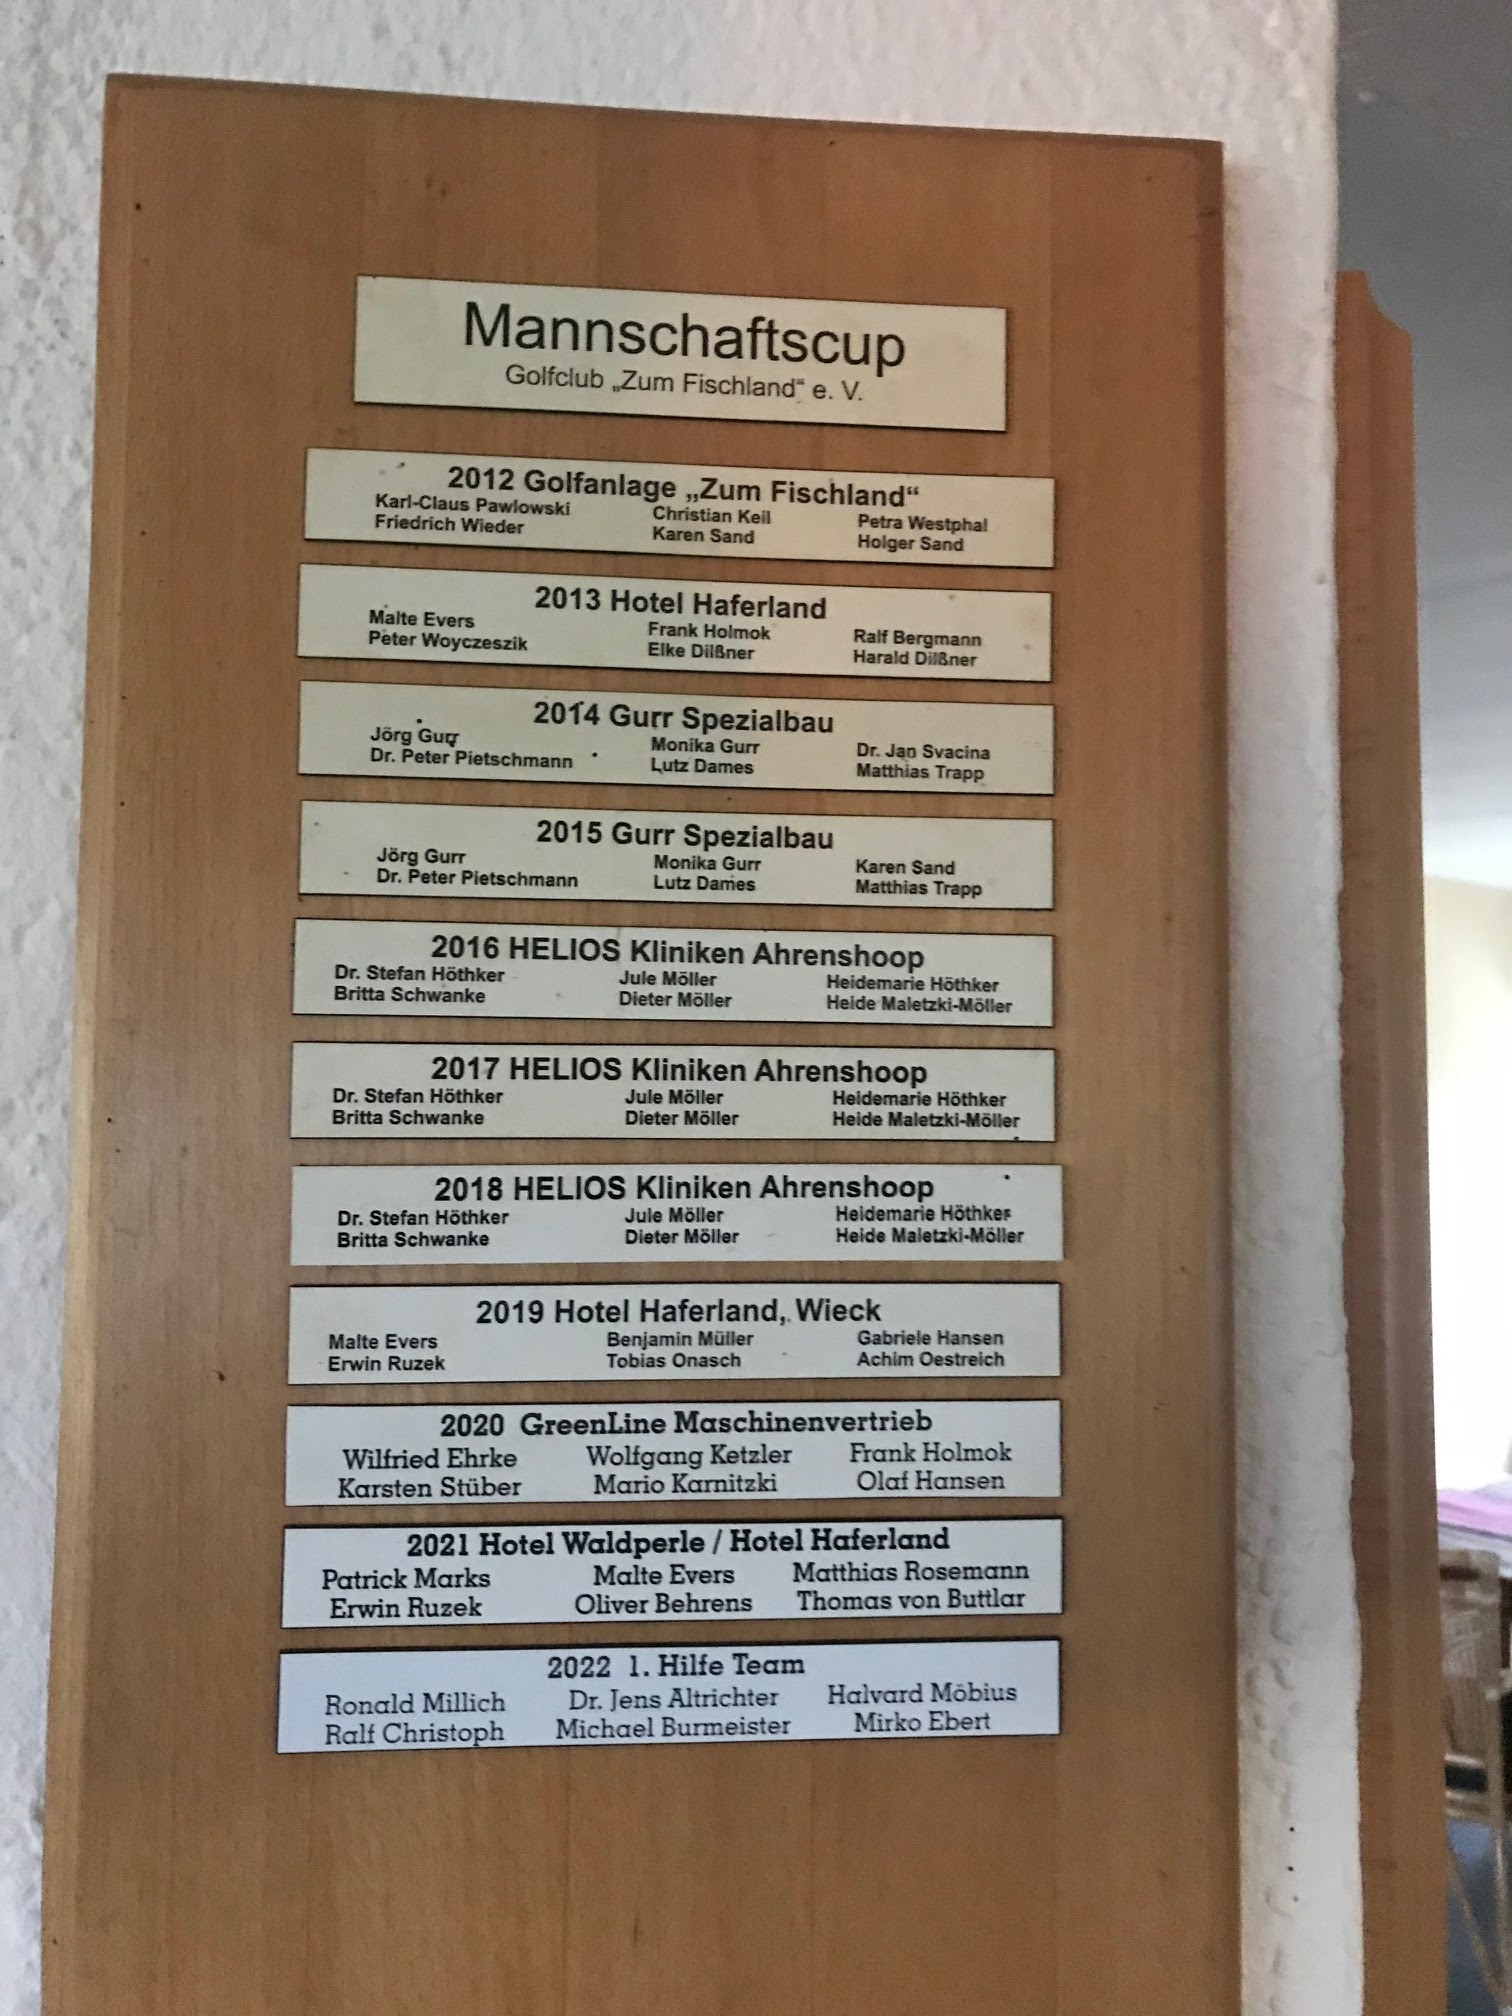 Mannschaftscup
Golfclub „Zum Fischland“ e. V.
2012 Golfanlage „Zum Fischland“
Karl-Claus Pawlowski Christian Keil Petra Westphal
Friedrich Wieder Karen Sand Holger Sand
2013 Hotel Haferland
Malte Evers Frank Holmok Ralf Bergmann
Peter Woyczeszik Elke Dilßner Harald Dilßner
2014 Gurr Spezialbau
Jörg Gurr Monika Gurr Dr. Jan Svacina
Dr. Peter Pietschmann Lutz Dames Matthias Trapp
2015 Gurr Spezialbau
Jörg Gurr Monika Gurr Karen Sand
Dr. Peter Pietschmann Lutz Dames Matthias Trapp
2016 HELIOS Kliniken Ahrenshoop
Dr. Stefan Höthker Jule Möller Heidemarie Höthker
Britta Schwanke Dieter Möller Heide Maletzki-Möller
2017 HELIOS Kliniken Ahrenshoop
Dr. Stefan Höthker Jule Möller Heidemarie Höthker
Britta Schwanke Dieter Möller Heide Maletzki-Möller
2018 HELIOS Kliniken Ahrenshoop
Dr. Stefan Höthker Jule Möller Heidemarie Höthker
Britta Schwanke Dieter Möller Heide Maletzki-Möller
2019 Hotel Haferland, Wieck
Malte Evers Benjamin Müller Gabriele Hansen
Erwin Ruzek Tobias Onasch Achim Oestreich
2020 GreenLine Maschinenvertrieb
Wilfried Ehrke Wolfgang Ketzler Frank Holmok
Karsten Stüber Mario Karnitzki Olaf Hansen
2021 Hotel Waldperle / Hotel Haferland
Patrick Marks Malte Evers Matthias Rosemann
Erwin Ruzek Oliver Behrens Thomas von Buttlar
2022 1. Hilfe Team
Ronald Millich Dr. Jens Altrichter Halvard Möbius
Ralf Christoph Michael Burmeister Mirko Ebert